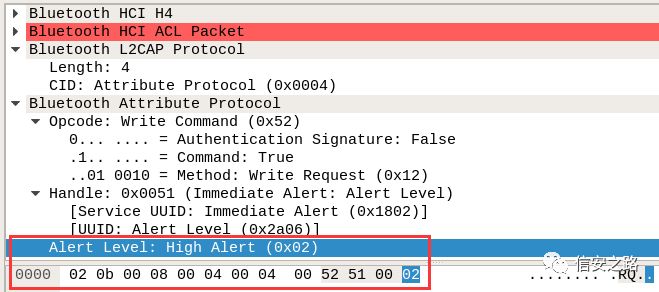 Bluetooth HCI H4
Bluetooth HCI ACL Packet
Bluetooth L2CAP Protocol
Length: 4
CID: Attribute Protocol (0x0004)
Bluetooth Attribute Protocol
Opcode: Write Command (0x52)
0... .... = Authentication Signature: False
.1.. .... = Command: True
..01 0010 = Method: Write Request (0x12)
Handle: 0x0051 (Immediate Alert: Alert Level)
[Service UUID: Immediate Alert (0x1802)]
[UUID: Alert Level (0x2a06)]
Alert Level: High Alert (0x02)
信安之路
0000 02 0b 00 08 00 04 00 04 00 52 51 00 02 ........ .RQ..